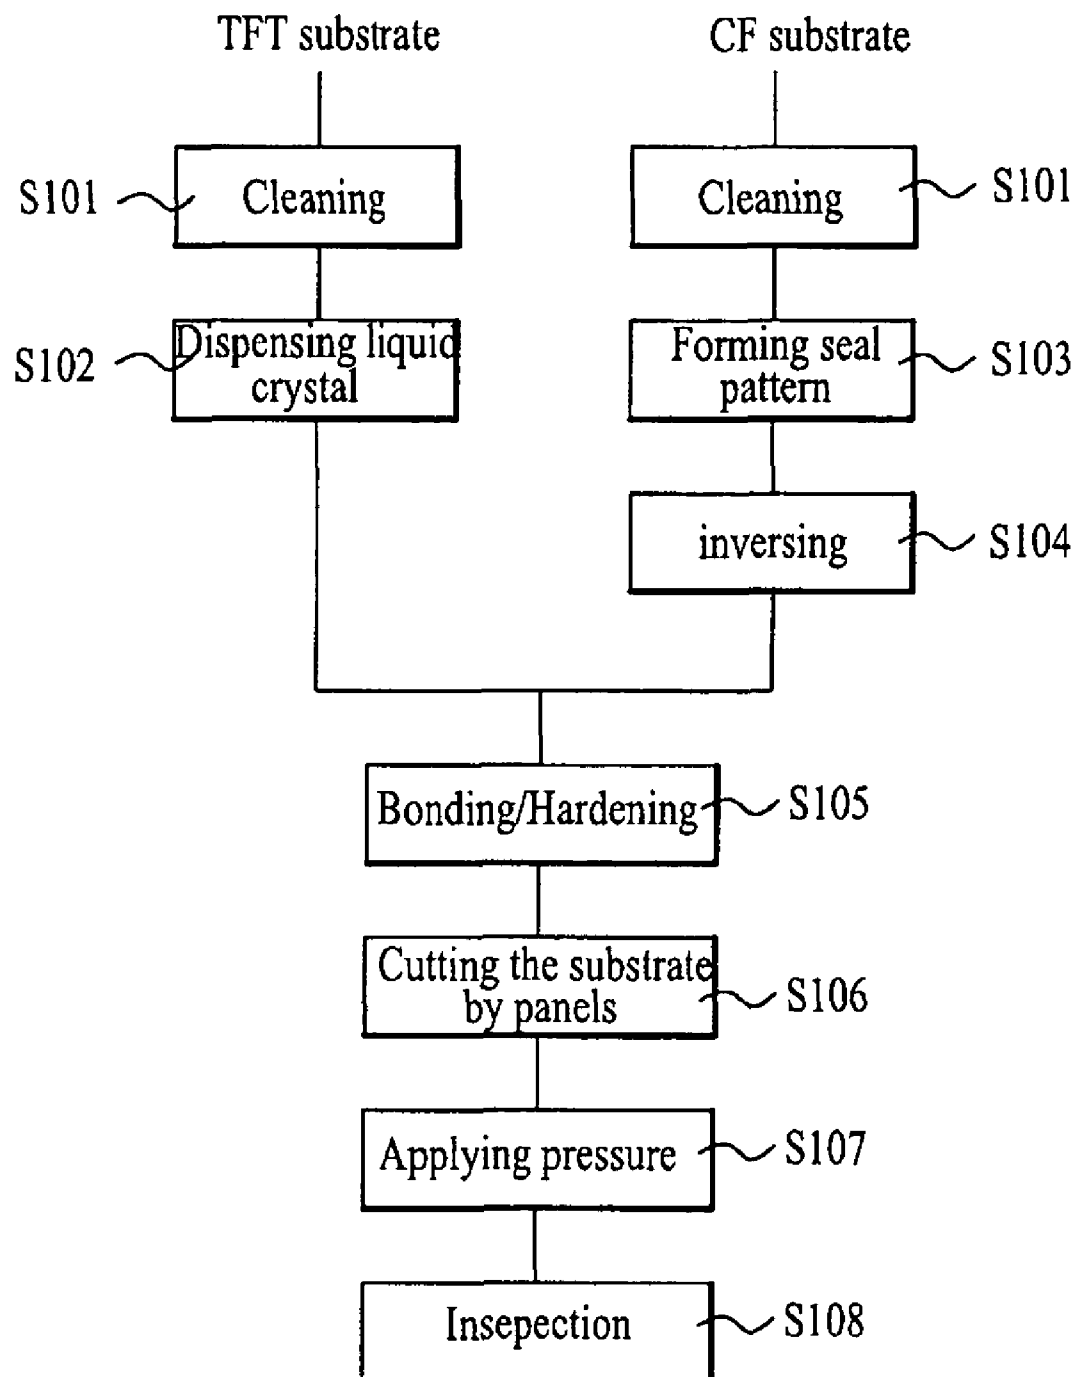 TFT substrate
CF substrate
S101
Cleaning
Cleaning
S101
S102
Dispensing liquid
crystal
Forming seal
pattern
S103
inversing
S104
Bonding/Hardening
S105
Cutting the substrate
by panels
S106
Applying pressure
S107
Insepection
S108